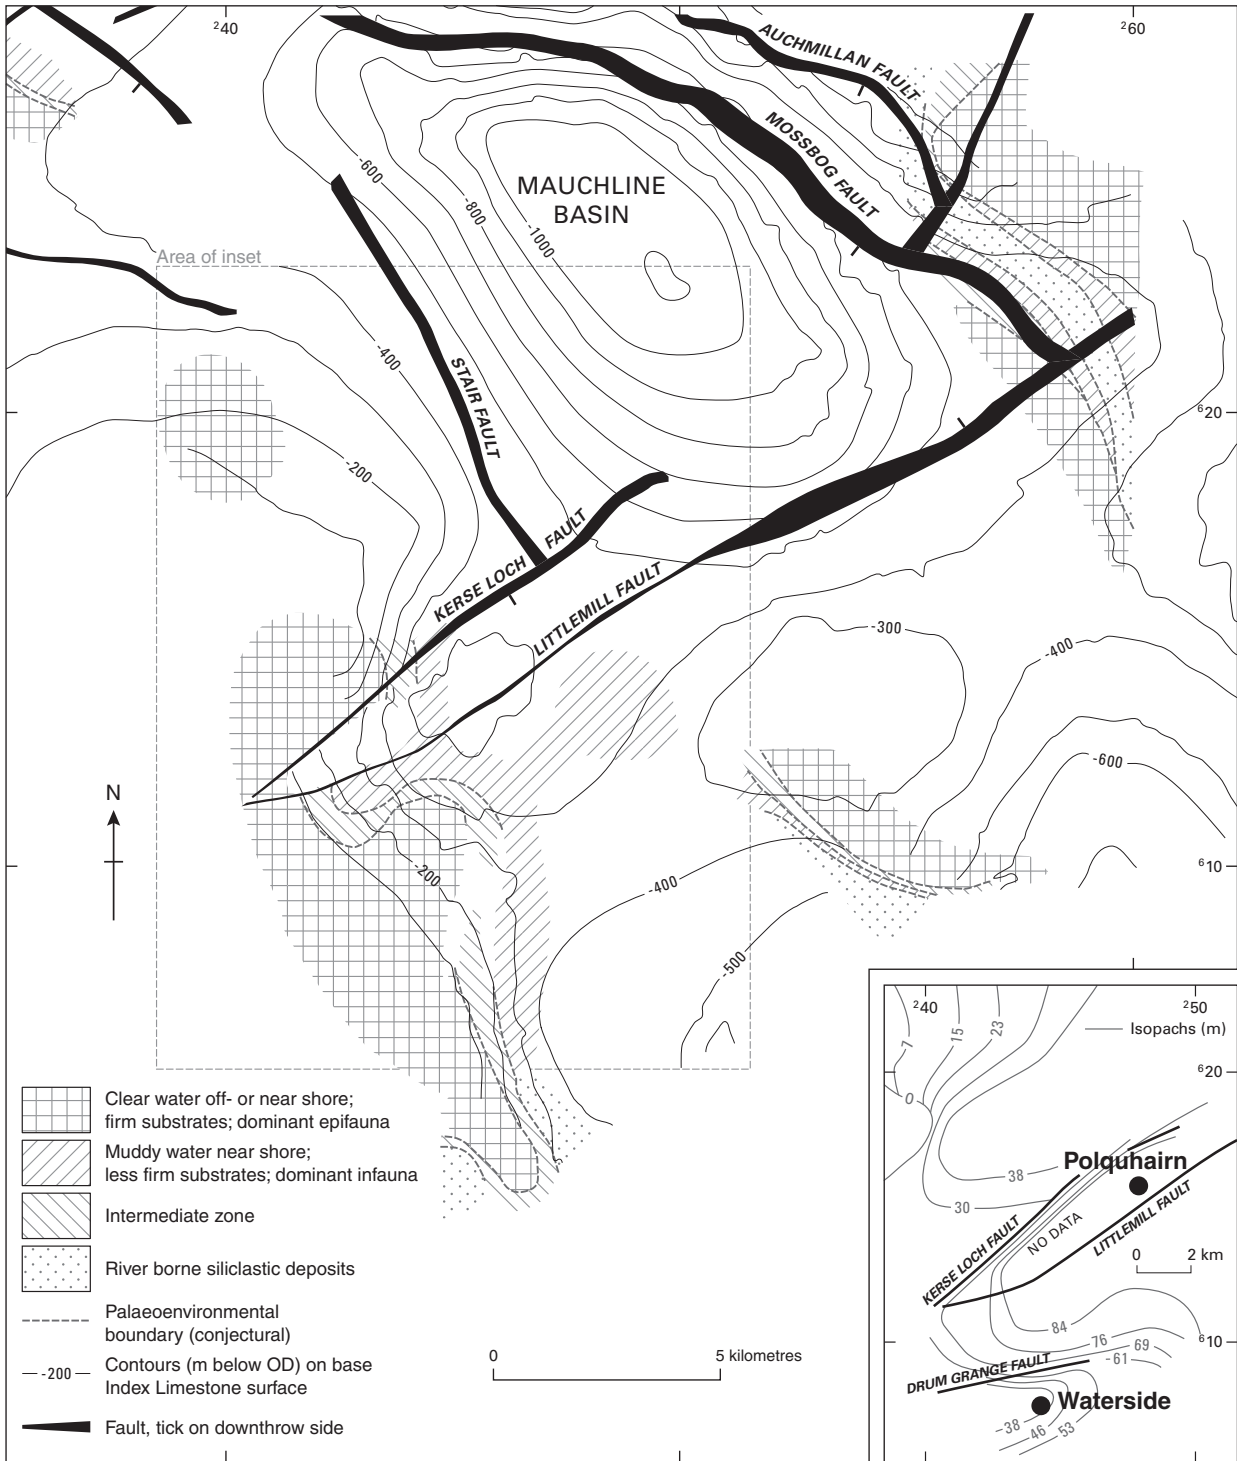 ²40
²60
AUCHMILLAN FAULT
MOSSBOG FAULT
MAUCHLINE
BASIN
-600
-800
-1000
Area of inset
-400
STAIR FAULT
⁶20
-200
KERSE LOCH FAULT
LITTLEMILL FAULT
-300
-400
-600
N
-200
-400
⁶10
-500
Clear water off- or near shore;
firm substrates; dominant epifauna
Muddy water near shore;
less firm substrates; dominant infauna
Intermediate zone
River borne siliclastic deposits
Palaeoenvironmental
boundary (conjectural)
-200
Contours (m below OD) on base
Index Limestone surface
Fault, tick on downthrow side
0 5 kilometres
²40
²50
Isopachs (m)
7
15
23
⁶20
0
Polquhairn
38
30
NO DATA
KERSE LOCH FAULT
LITTLEMILL FAULT
0 2 km
84
76
69
⁶10
-61
DRUM GRANGE FAULT
Waterside
-38
46
53